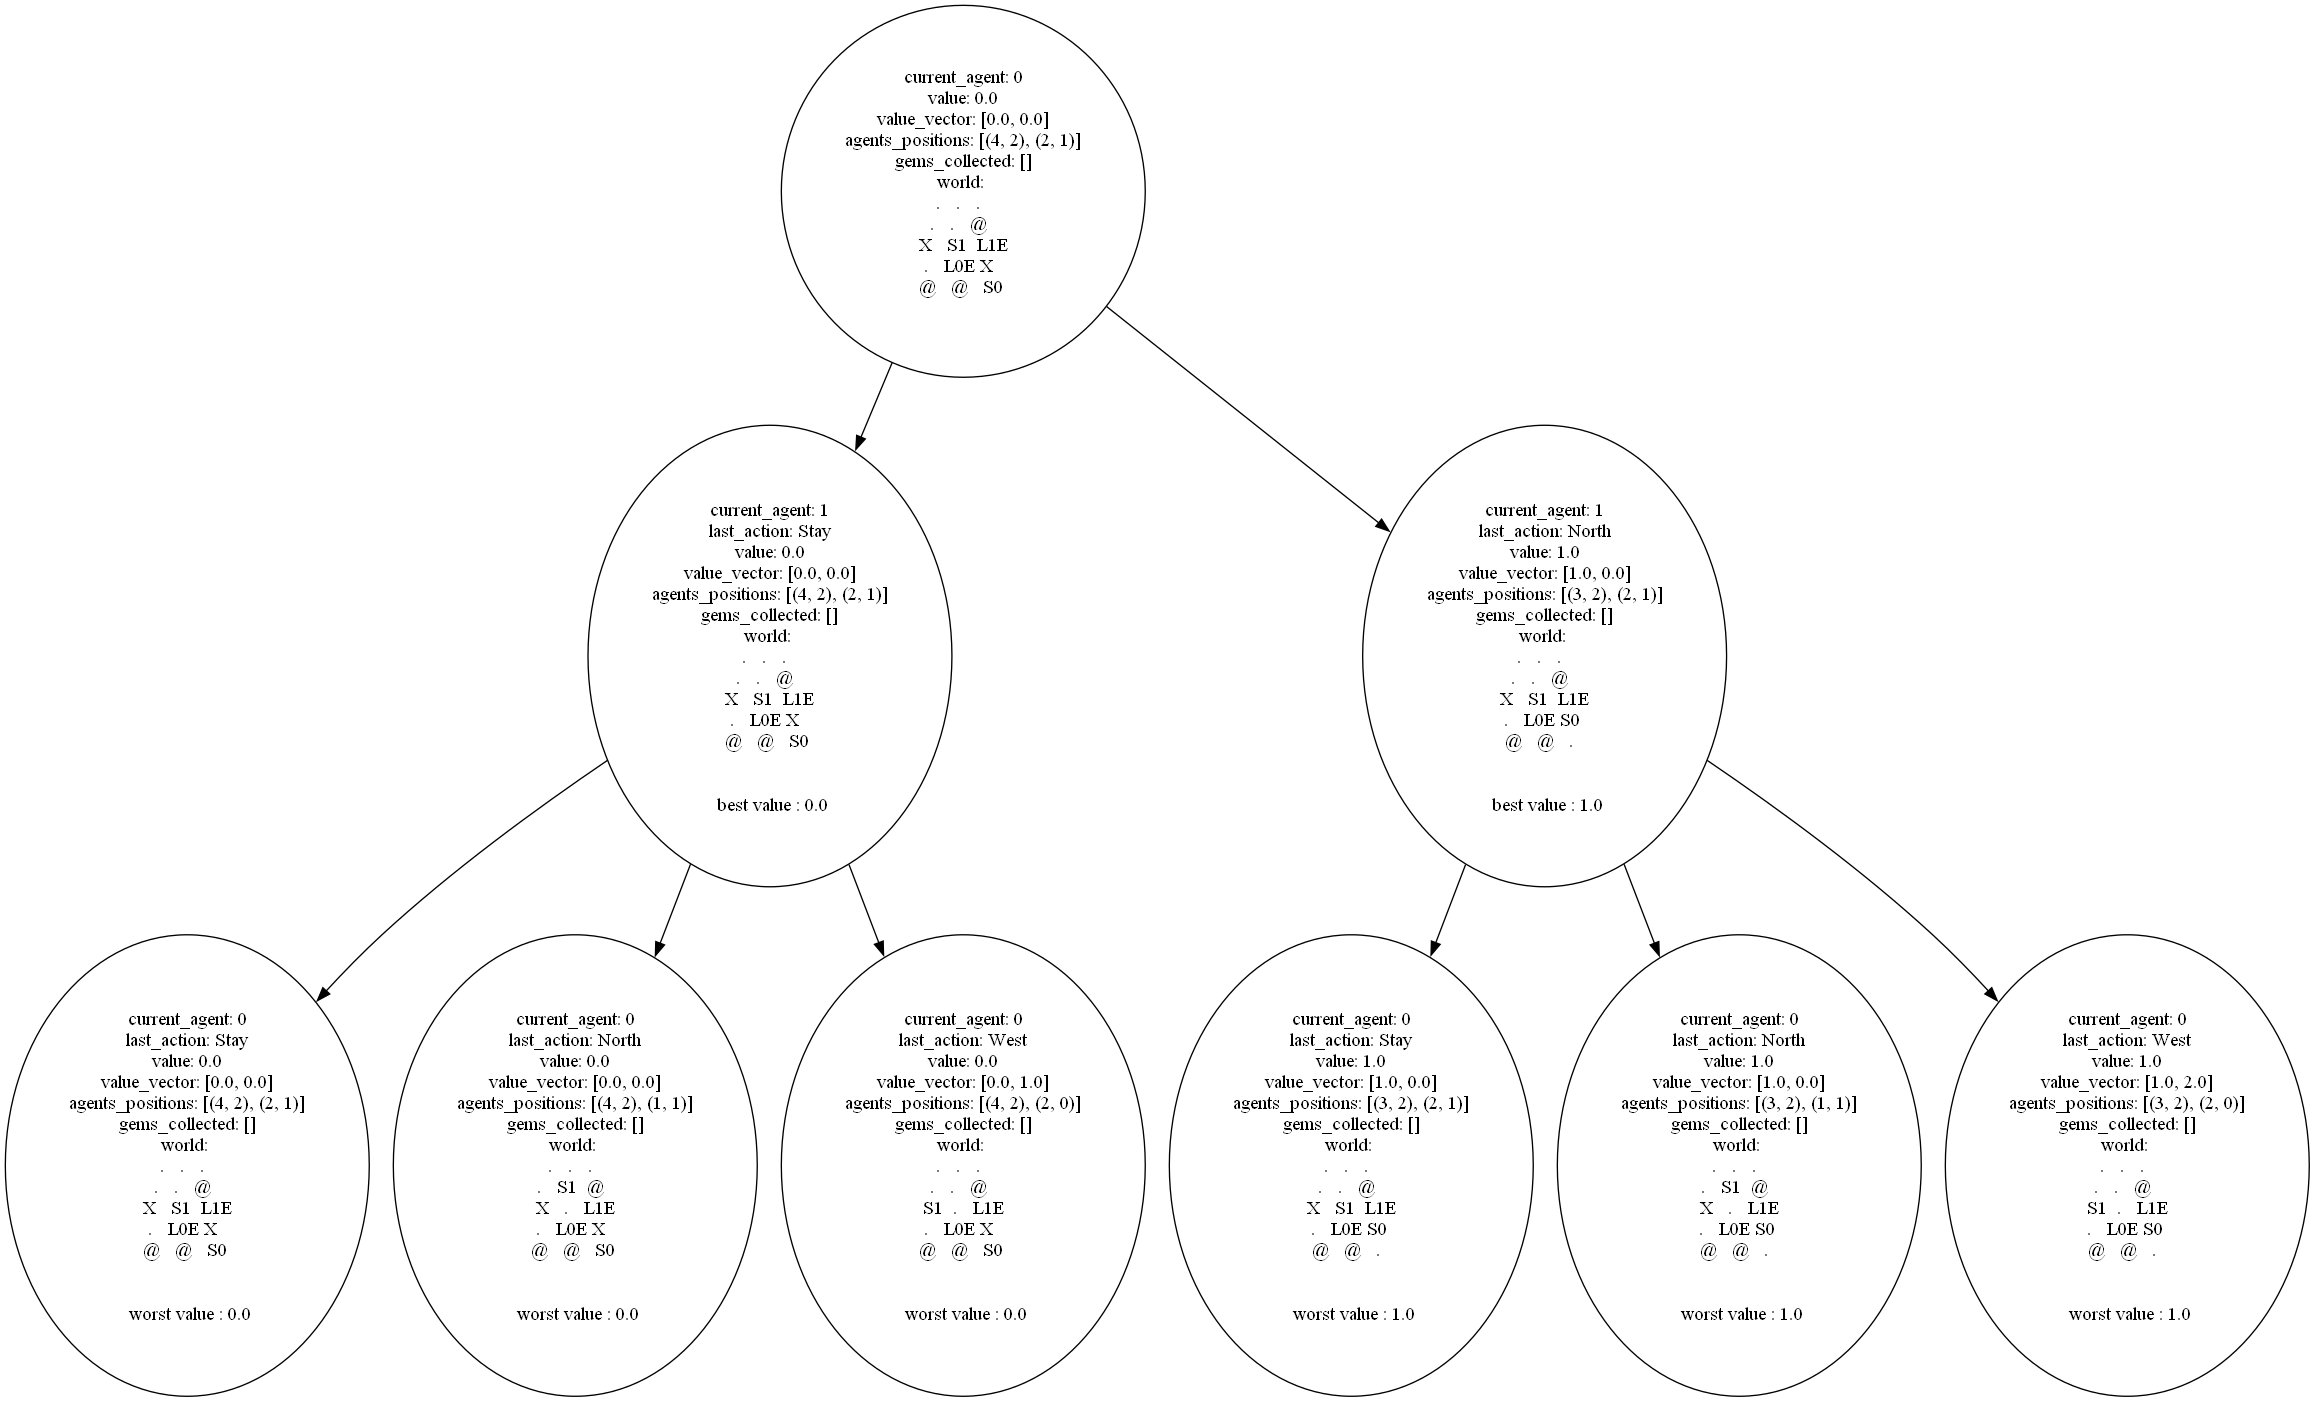 current_agent: 0
value: 0.0
value_vector: [0.0, 0.0]
agents_positions: [(4, 2), (2, 1)]
gems_collected: []
world:
. . .
. . @
X S1 L1E
. L0E X
@ @ S0
current_agent: 1
last_action: Stay
value: 0.0
value_vector: [0.0, 0.0]
agents_positions: [(4, 2), (2, 1)]
gems_collected: []
world:
. . .
. . @
X S1 L1E
. L0E X
@ @ S0
best value : 0.0
current_agent: 1
last_action: North
value: 1.0
value_vector: [1.0, 0.0]
agents_positions: [(3, 2), (2, 1)]
gems_collected: []
world:
. . .
. . @
X S1 L1E
. L0E S0
@ @ .
best value : 1.0
current_agent: 0
last_action: Stay
value: 0.0
value_vector: [0.0, 0.0]
agents_positions: [(4, 2), (2, 1)]
gems_collected: []
world:
. . .
. . @
X S1 L1E
. L0E X
@ @ S0
worst value : 0.0
current_agent: 0
last_action: North
value: 0.0
value_vector: [0.0, 0.0]
agents_positions: [(4, 2), (1, 1)]
gems_collected: []
world:
. . .
. S1 @
X . L1E
. L0E X
@ @ S0
worst value : 0.0
current_agent: 0
last_action: West
value: 0.0
value_vector: [0.0, 1.0]
agents_positions: [(4, 2), (2, 0)]
gems_collected: []
world:
. . .
. . @
S1 . L1E
. L0E X
@ @ S0
worst value : 0.0
current_agent: 0
last_action: Stay
value: 1.0
value_vector: [1.0, 0.0]
agents_positions: [(3, 2), (2, 1)]
gems_collected: []
world:
. . .
. . @
X S1 L1E
. L0E S0
@ @ .
worst value : 1.0
current_agent: 0
last_action: North
value: 1.0
value_vector: [1.0, 0.0]
agents_positions: [(3, 2), (1, 1)]
gems_collected: []
world:
. . .
. S1 @
X . L1E
. L0E S0
@ @ .
worst value : 1.0
current_agent: 0
last_action: West
value: 1.0
value_vector: [1.0, 2.0]
agents_positions: [(3, 2), (2, 0)]
gems_collected: []
world:
. . .
. . @
S1 . L1E
. L0E S0
@ @ .
worst value : 1.0